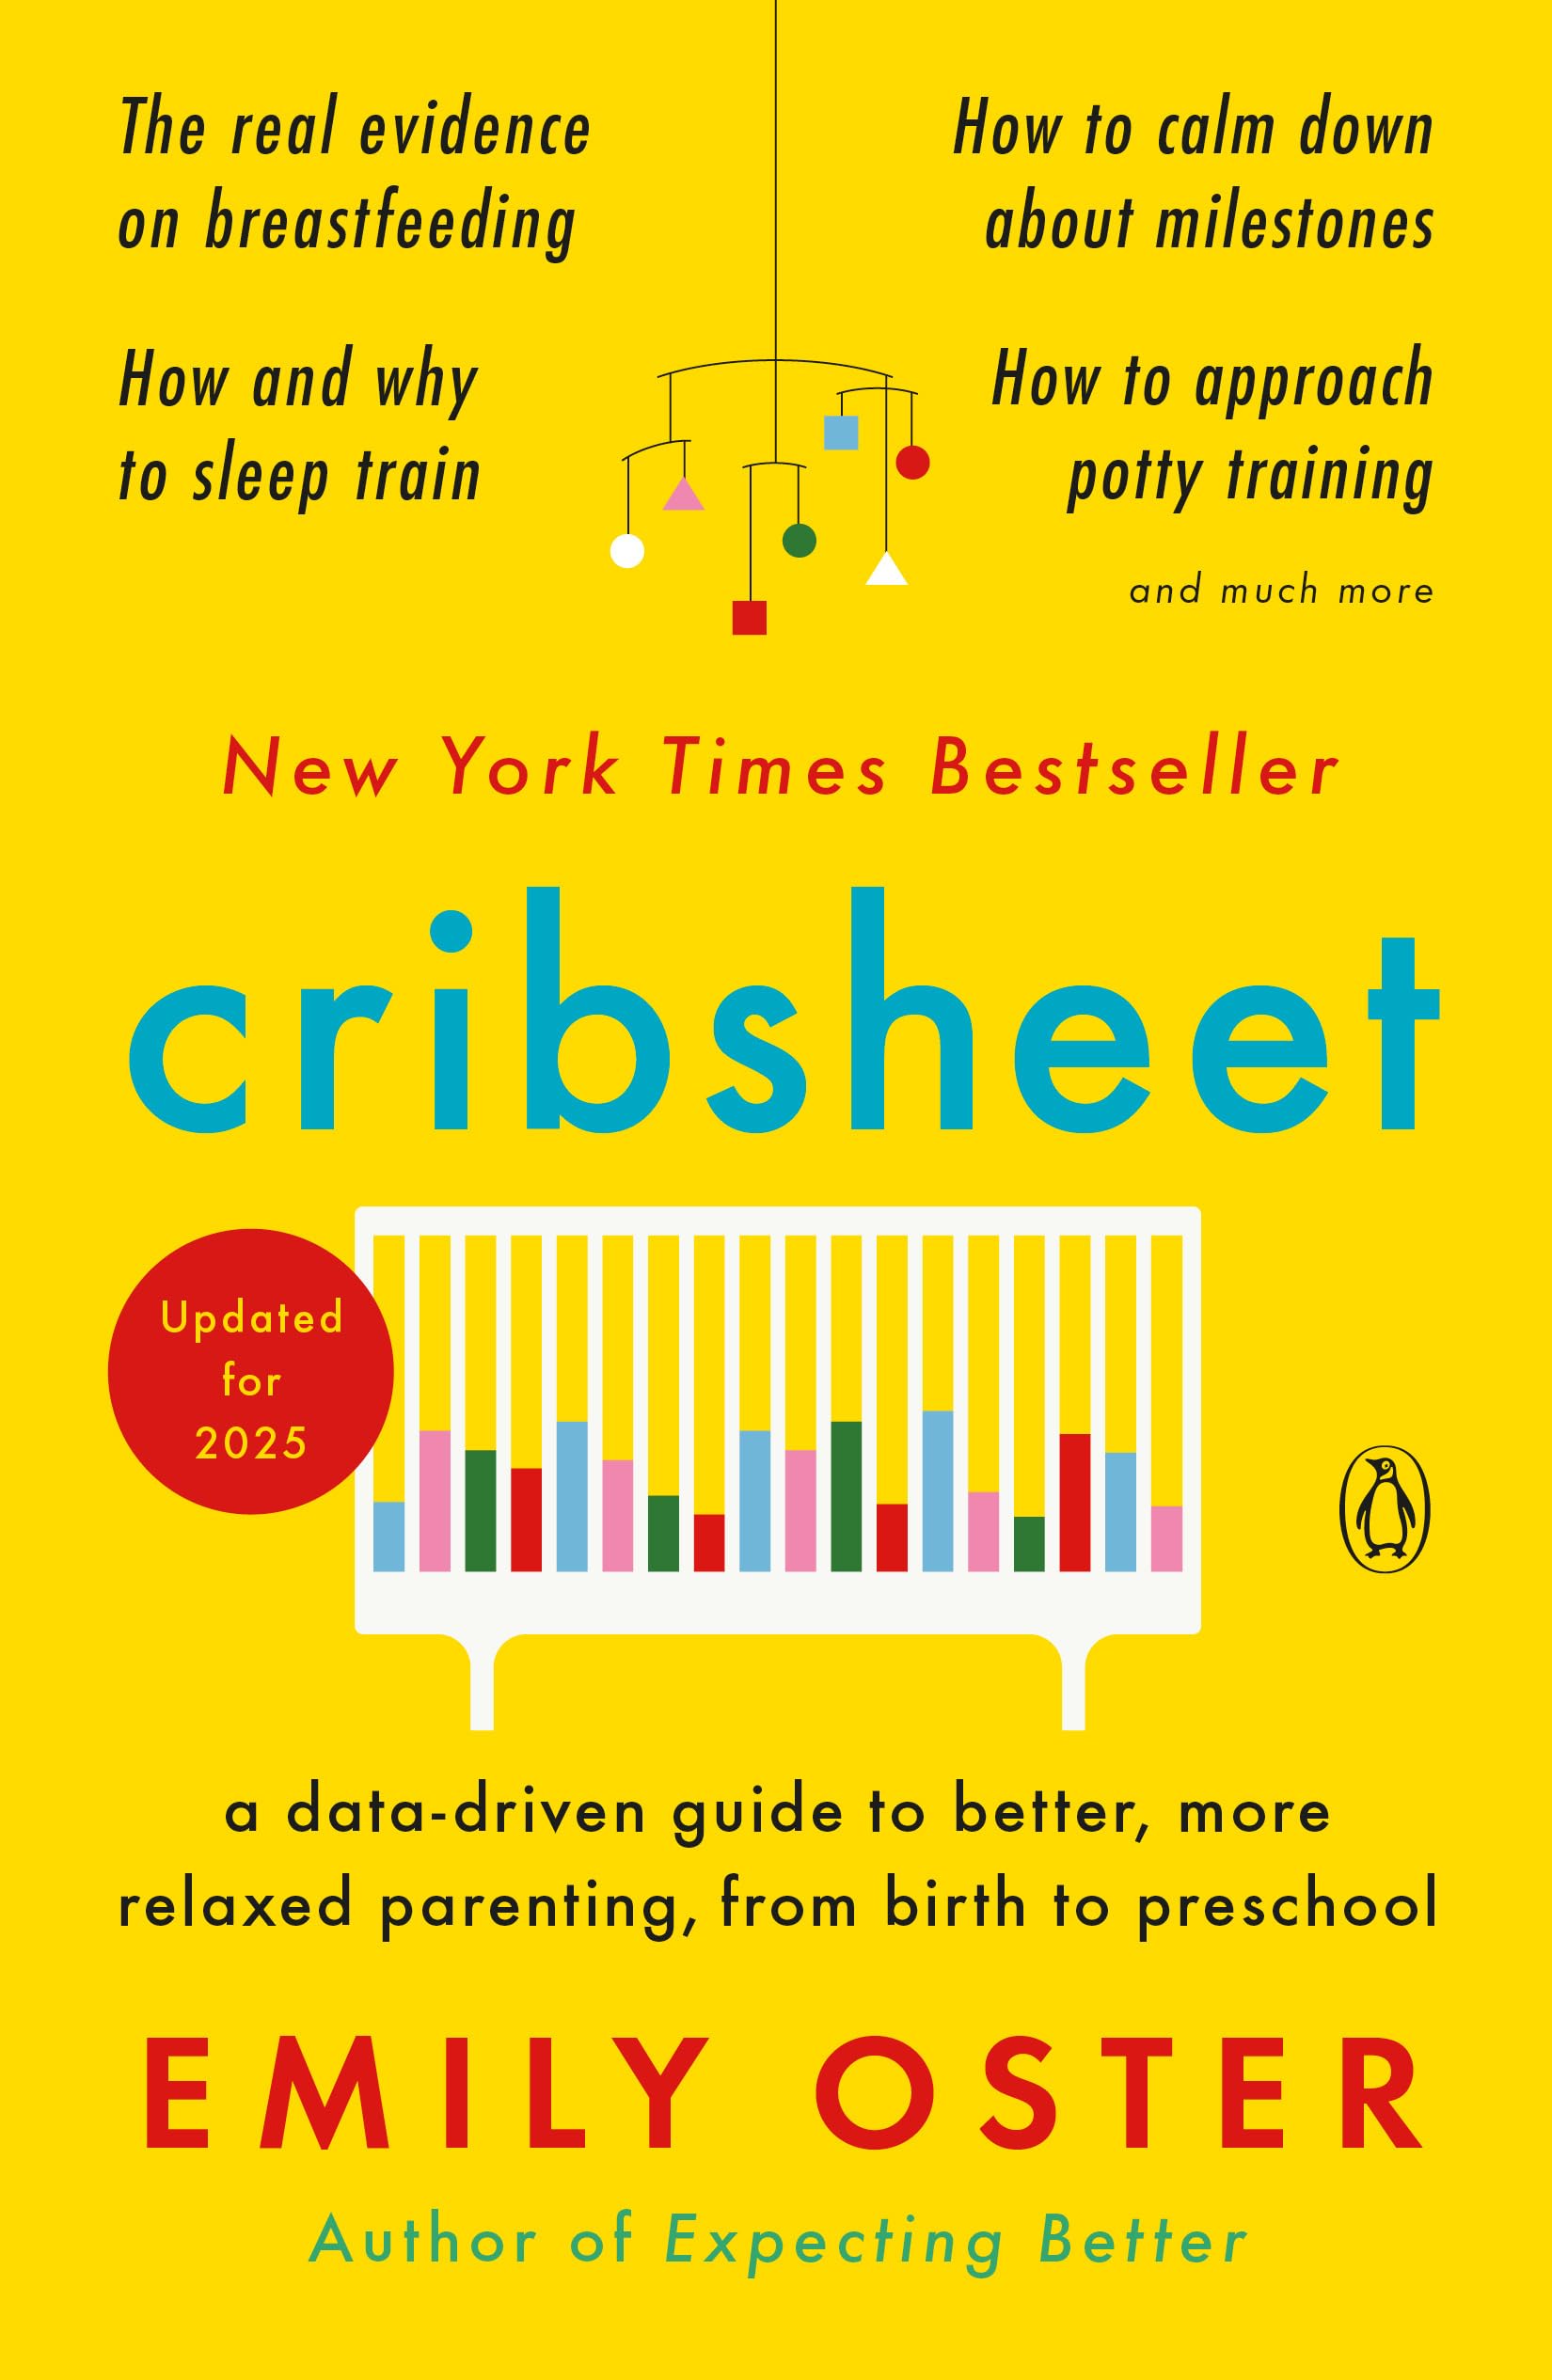 The real evidence
on breastfeeding
How and why
to sleep train
How to calm down
about milestones
How to approach
potty training
and much more
New York Times Bestseller
cribsheet
Updated
for
2025
a data-driven guide to better, more
relaxed parenting, from birth to preschool
EMILY OSTER
Author of Expecting Better